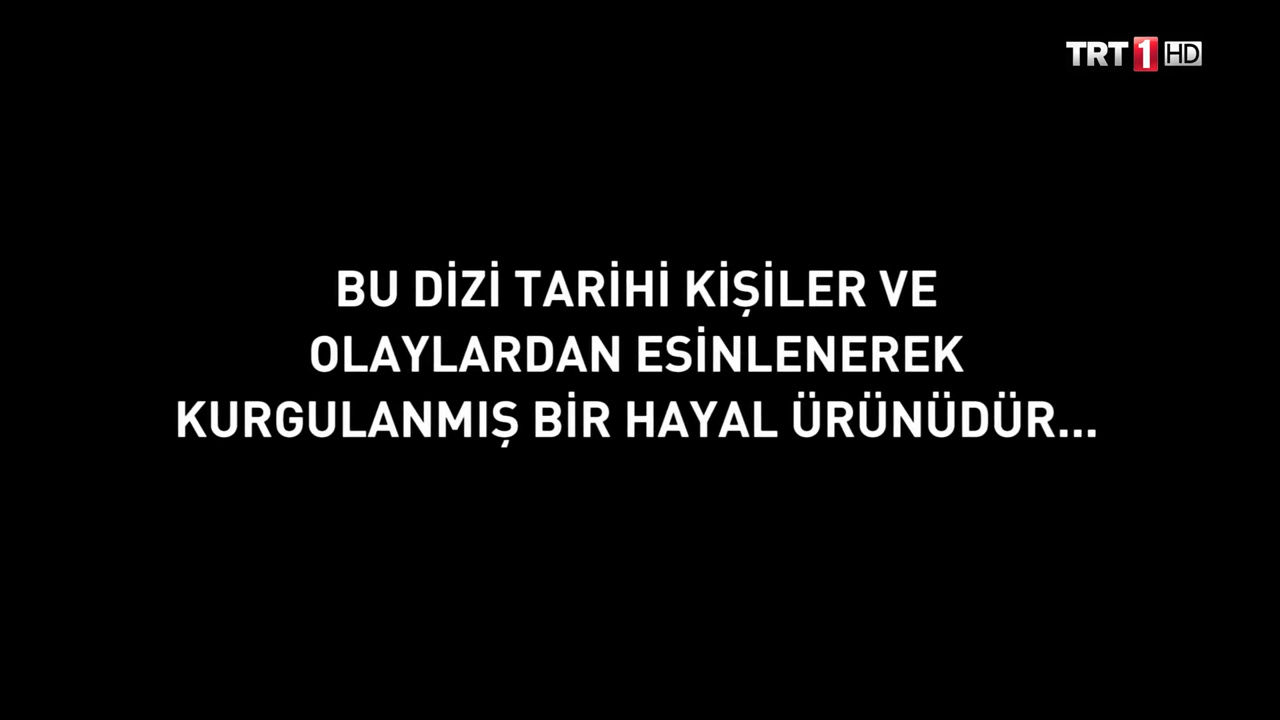 TRT 1 HD
BU DİZİ TARİHİ KİŞİLER VE
OLAYLARDAN ESİNLENEREK
KURGULANMIŞ BİR HAYAL ÜRÜNÜDÜR...